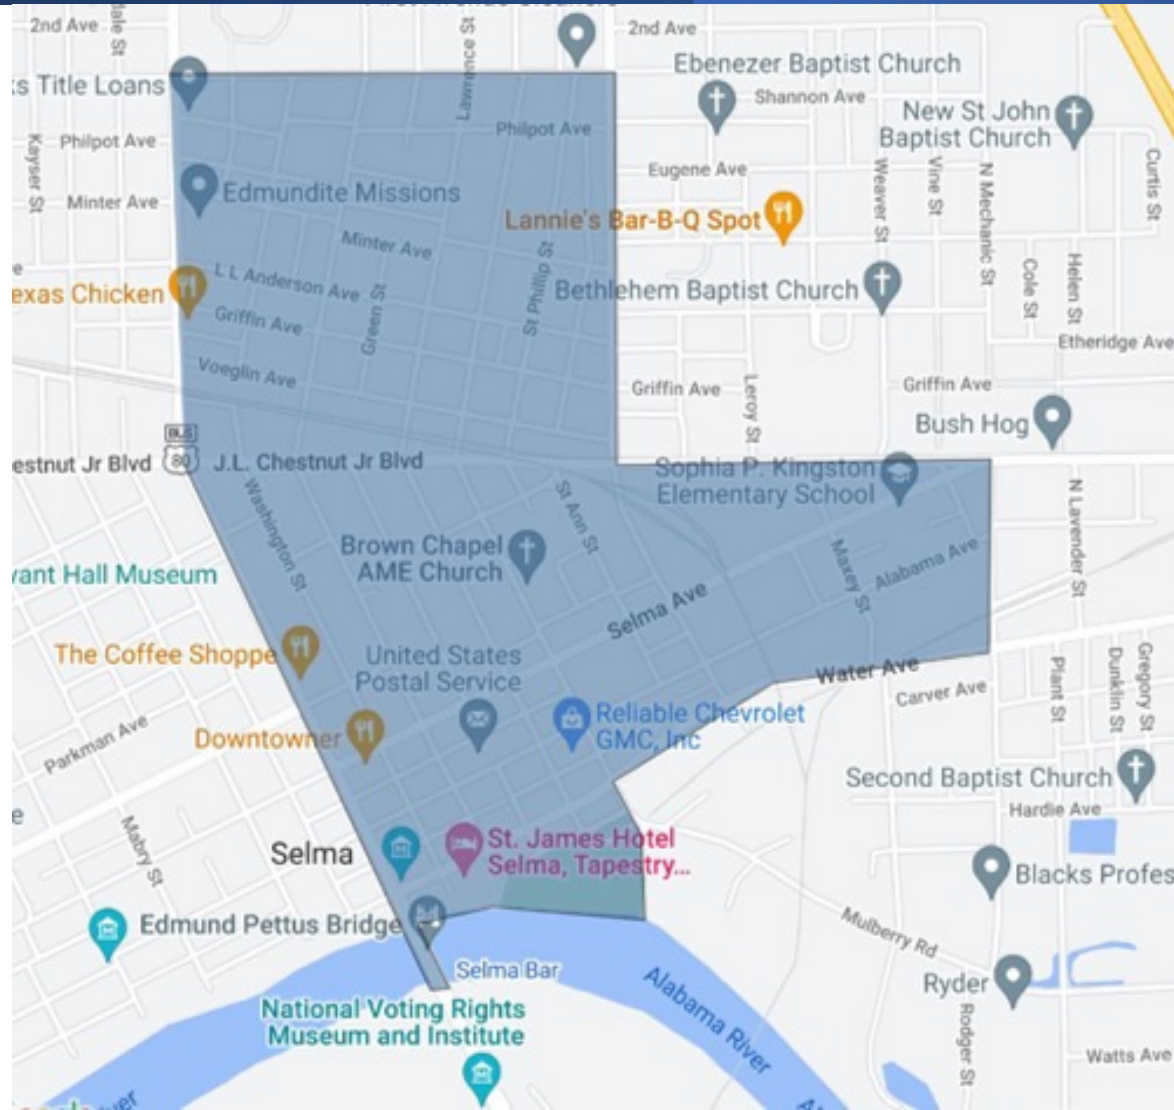 2nd Ave
Lawrence St
2nd Ave
Ebenezer Baptist Church
Shannon Ave
New St John
Baptist Church
s Title Loans
Philpot Ave
Philpot Ave
Kayser St
Eugene Ave
Weaver St
Vine St
N Mechanic St
Curtis St
Edmundite Missions
Minter Ave
Lannie's Bar-B-Q Spot
Minter Ave
L L Anderson Ave
Green St
St Phillip St
Bethlehem Baptist Church
Cole St
Helen St
exas Chicken
Griffin Ave
Etheridge Ave
Voeglin Ave
Griffin Ave
Leroy St
Griffin Ave
Bush Hog
BUS
80
estnut Jr Blvd
J.L. Chestnut Jr Blvd
Sophia P. Kingston
Elementary School
Washington St
St Ann St
N Lavender St
Brown Chapel
AME Church
Maxey St
Alabama Ave
vant Hall Museum
Selma Ave
The Coffee Shoppe
United States
Postal Service
Water Ave
Carver Ave
Plant St
Dunklin St
Gregory St
Parkman Ave
Downtowner
Reliable Chevrolet
GMC, Inc
Second Baptist Church
Hardie Ave
Mabry St
Selma
St. James Hotel
Selma, Tapestry...
Blacks Profes
Edmund Pettus Bridge
Mulberry Rd
Selma Bar
Alabama River
Ryder
National Voting Rights
Museum and Institute
Rodger St
Watts Ave